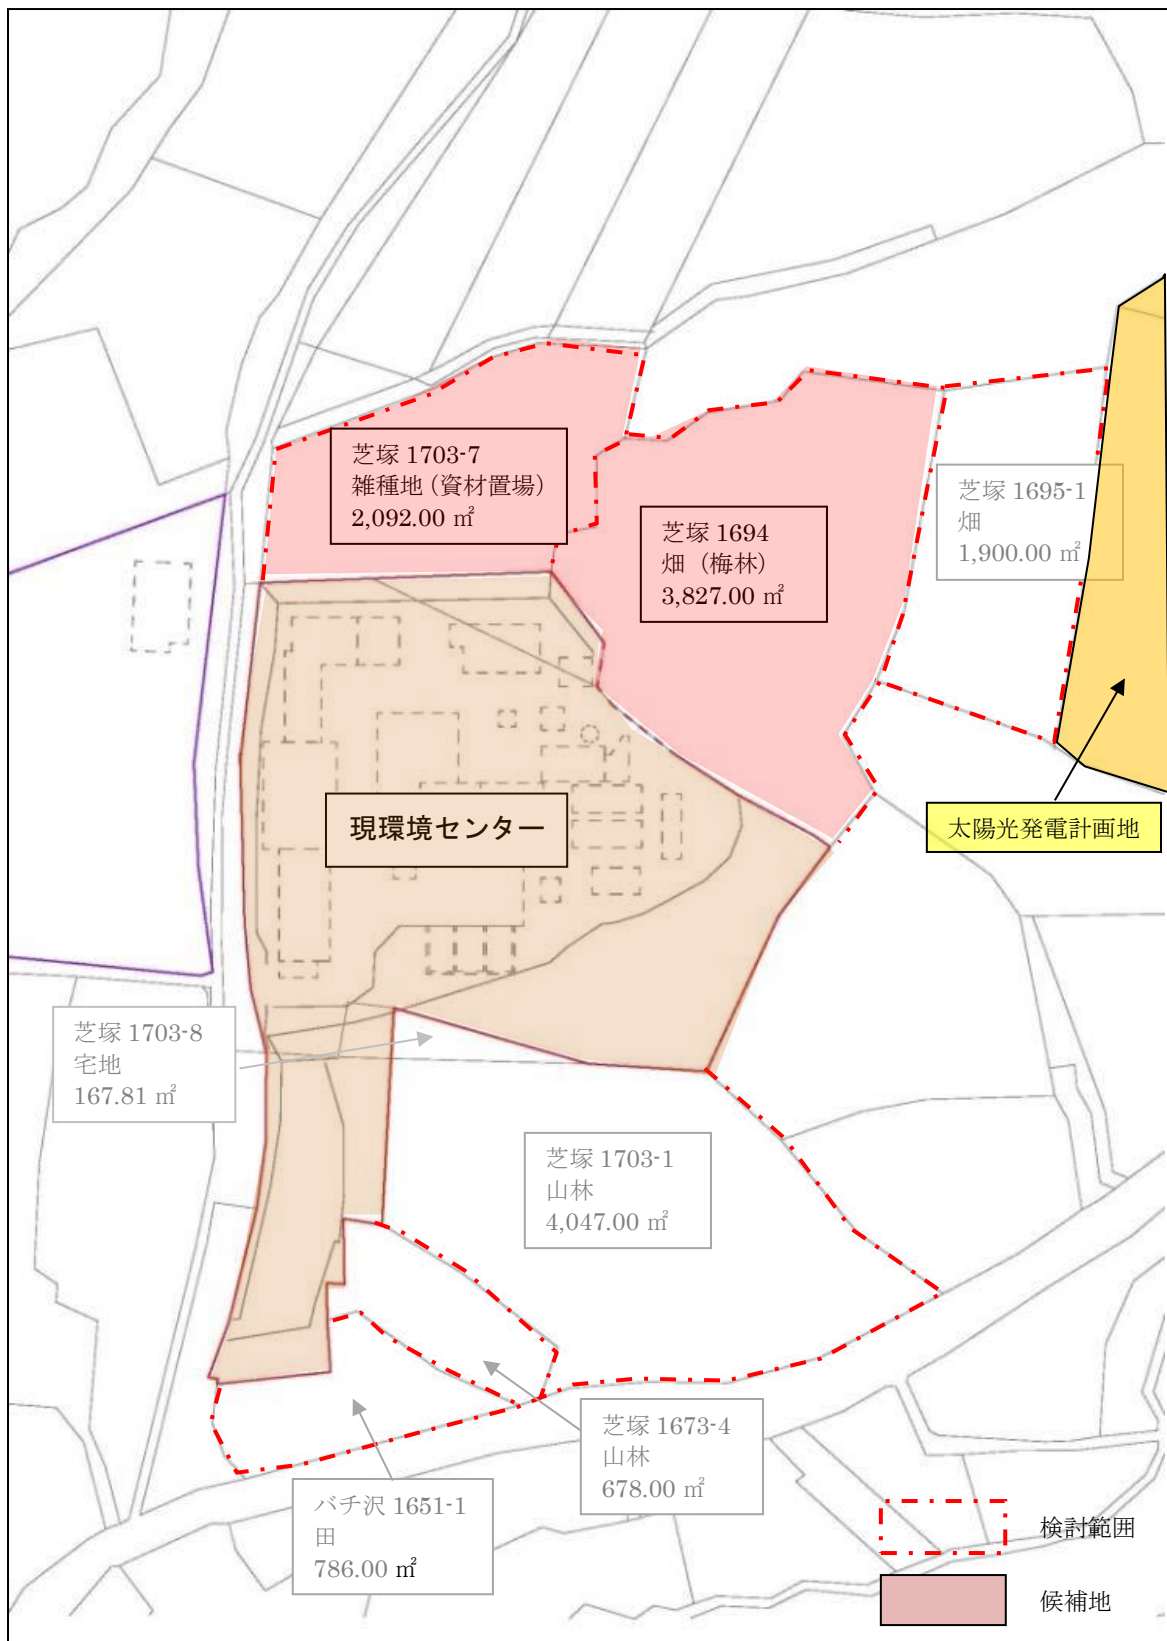 芝塚 1703-7
雑種地（資材置場）
2,092.00 ㎡
芝塚 1694
畑（梅林）
3,827.00 ㎡
芝塚 1695-1
畑
1,900.00 ㎡
現環境センター
太陽光発電計画地
芝塚 1703-8
宅地
167.81 ㎡
芝塚 1703-1
山林
4,047.00 ㎡
芝塚 1673-4
山林
678.00 ㎡
バチ沢 1651-1
田
786.00 ㎡
検討範囲
候補地